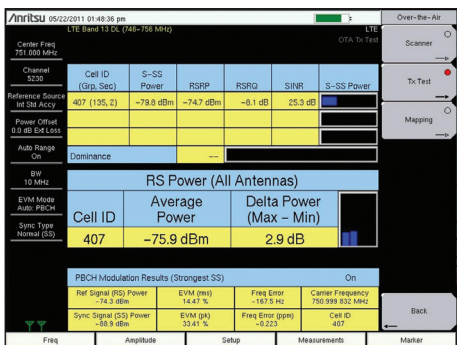 Anritsu 05/22/2011 01:48:36 pm
Over-the-Air
LTE Band 13 DL (746-756 MHz)
LTE
OTA Tx Test
Center Freq
751.000 MHz
Channel
5230
Reference Source
Int Std Accy
Power Offset
0.0 dB Ext Loss
Auto Range
On
BW
10 MHz
EVM Mode
Auto: PBCH
Sync Type
Normal (SS)
Cell ID
(Grp, Sec)
S-SS
Power
RSRP
RSRQ
SINR
S-SS Power
407 (135, 2)
-79.8 dBm
-74.7 dBm
-8.1 dB
25.3 dB
Dominance
--
RS Power (All Antennas)
Cell ID
Average
Power
Delta Power
(Max - Min)
407
-75.9 dBm
2.9 dB
PBCH Modulation Results (Strongest SS)
On
Ref Signal (RS) Power
-74.3 dBm
EVM (rms)
14.47 %
Freq Error
-167.5 Hz
Carrier Frequency
750.999 832 MHz
Sync Signal (SS) Power
-88.9 dBm
EVM (pk)
33.41 %
Freq Error (ppm)
-0.223
Cell ID
407
Scanner
Tx Test
Mapping
Back
Freq
Amplitude
Setup
Measurements
Marker